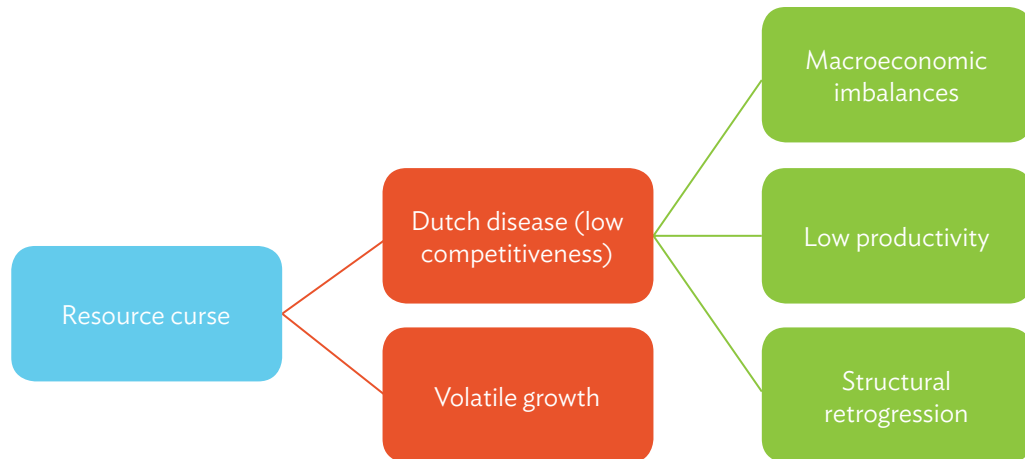 Resource curse
Dutch disease (low
competitiveness)
Volatile growth
Macroeconomic
imbalances
Low productivity
Structural
retrogression